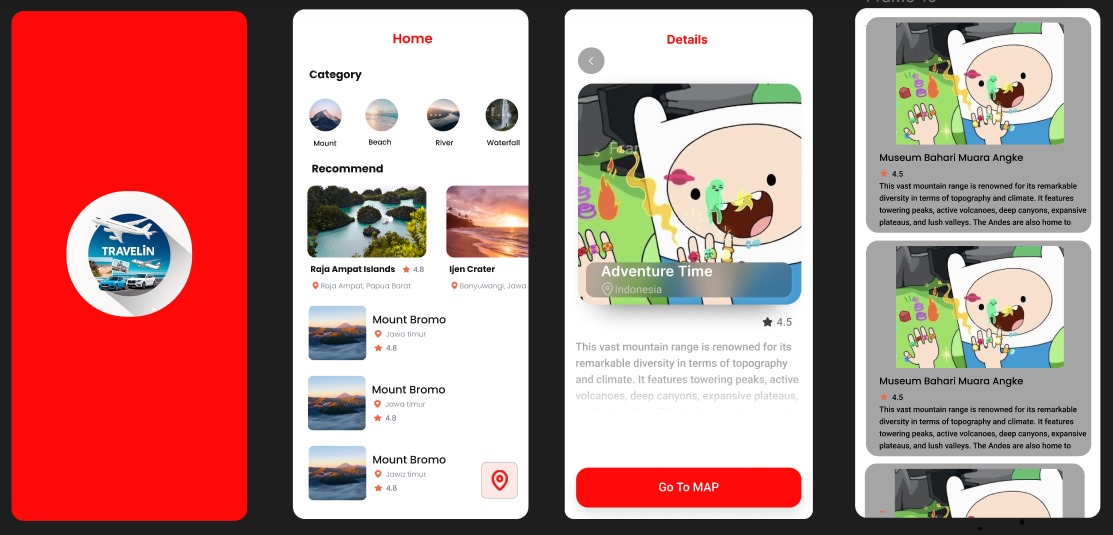 TRAVELiN
Home
Category
Mount
Beach
River
Waterfall
Recommend
Raja Ampat Islands
4.8
Ijen Crater
Raja Ampat, Papua Barat
Banyuwangi, Jawa
Mount Bromo
Jawa timur
4.8
Mount Bromo
Jawa timur
4.8
Mount Bromo
Jawa timur
4.8
Details
Adventure Time
Indonesia
4.5
This vast mountain range is renowned for its
remarkable diversity in terms of topography
and climate. It features towering peaks, active
volcanoes, deep canyons, expansive plateaus,
Go To MAP
Museum Bahari Muara Angke
4.5
This vast mountain range is renowned for its remarkable
diversity in terms of topography and climate. It features
towering peaks, active volcanoes, deep canyons, expansive
plateaus, and lush valleys. The Andes are also home to
Museum Bahari Muara Angke
4.5
This vast mountain range is renowned for its remarkable
diversity in terms of topography and climate. It features
towering peaks, active volcanoes, deep canyons, expansive
plateaus, and lush valleys. The Andes are also home to